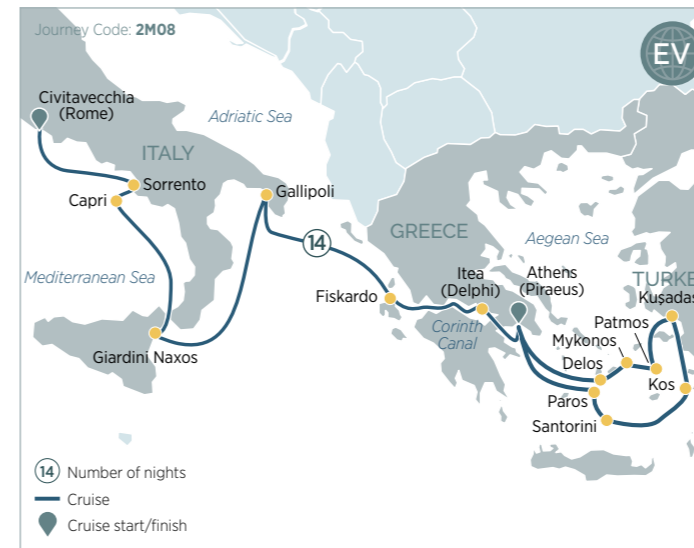 Journey Code: 2M08
EV
Civitavecchia
(Rome)
Adriatic Sea
ITALY
Sorrento
Capri
Gallipoli
14
GREECE
Aegean Sea
Mediterranean Sea
Itea
(Delphi)
Athens
(Piraeus)
TURKE
Kuşadas
Fiskardo
Corinth
Canal
Patmos
Mykonos
Giardini Naxos
Delos
Kos
Paros
Santorini
14 Number of nights
Cruise
Cruise start/finish